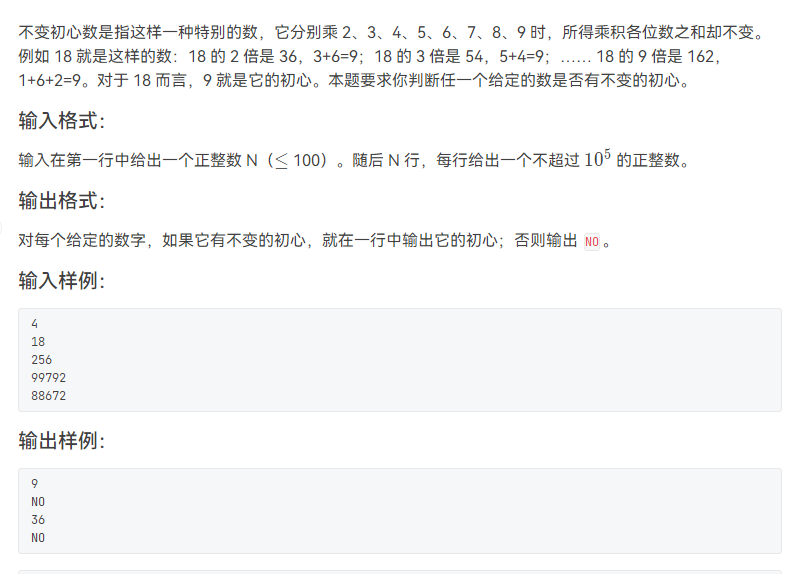 不变初心数是指这样一种特别的数，它分别乘 2、3、4、5、6、7、8、9 时，所得乘积各位数之和却不变。
例如 18 就是这样的数：18 的 2 倍是 36，3+6=9；18 的 3 倍是 54，5+4=9；…… 18 的 9 倍是 162，
1+6+2=9。对于 18 而言，9 就是它的初心。本题要求你判断任一个给定的数是否有不变的初心。
输入格式：
输入在第一行中给出一个正整数 N（≤ 100）。随后 N 行，每行给出一个不超过 10⁵ 的正整数。
输出格式：
对每个给定的数字，如果它有不变的初心，就在一行中输出它的初心；否则输出 NO 。
输入样例：
4
18
256
99792
88672
输出样例：
9
NO
36
NO